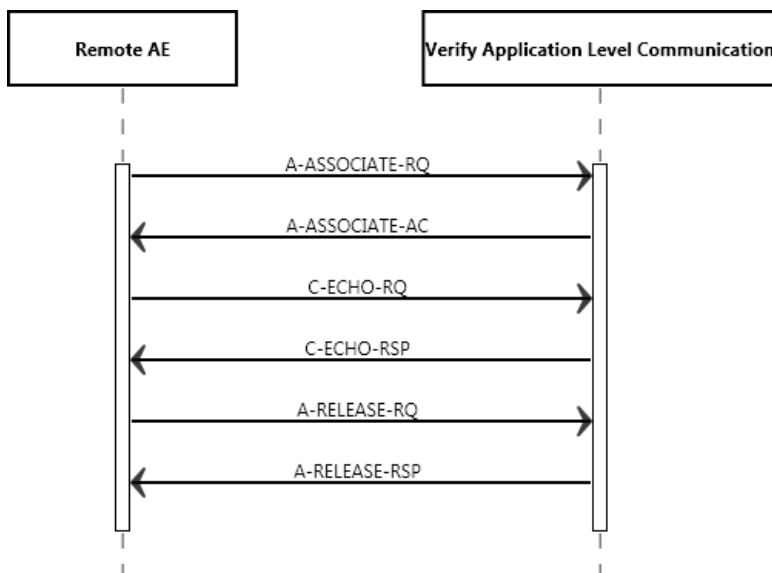 Remote AE
Verify Application Level Communication
A-ASSOCIATE-RQ
A-ASSOCIATE-AC
C-ECHO-RQ
C-ECHO-RSP
A-RELEASE-RQ
A-RELEASE-RSP